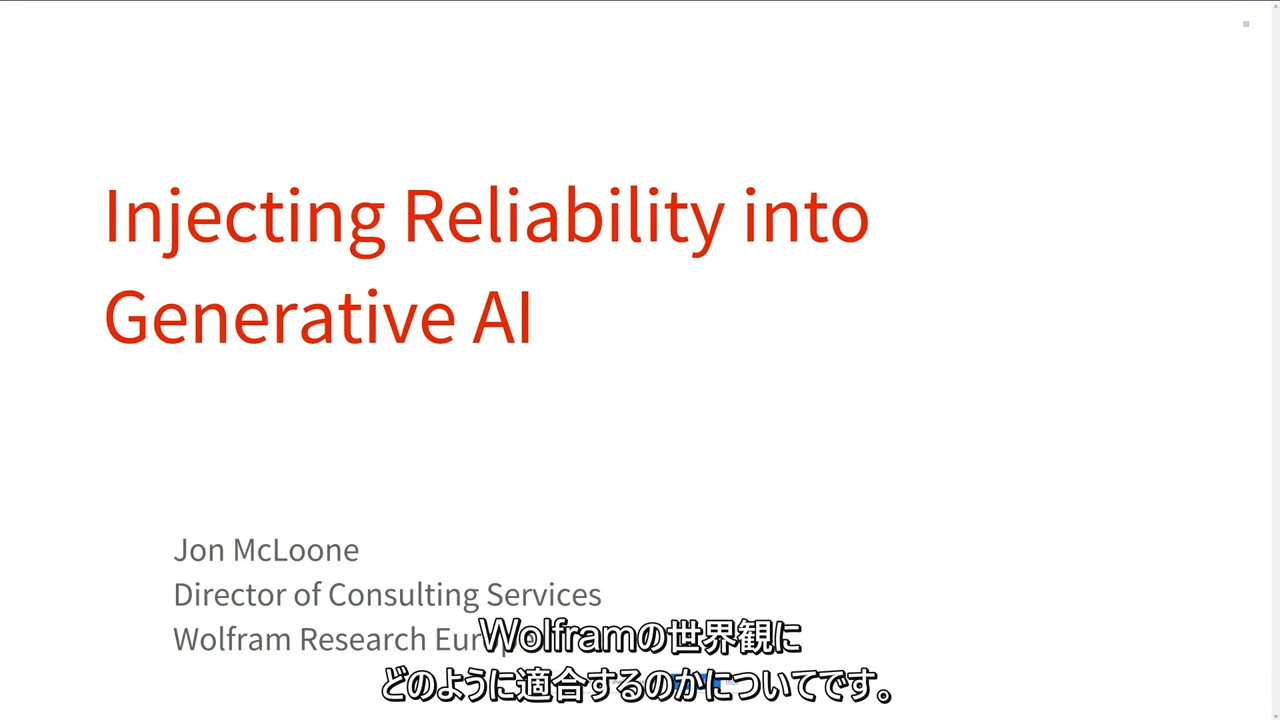 Injecting Reliability into
Generative AI
Jon McLoone
Director of Consulting Services
Wolfram Research
Wolframの世界観に
どのように適合するのかについてです。